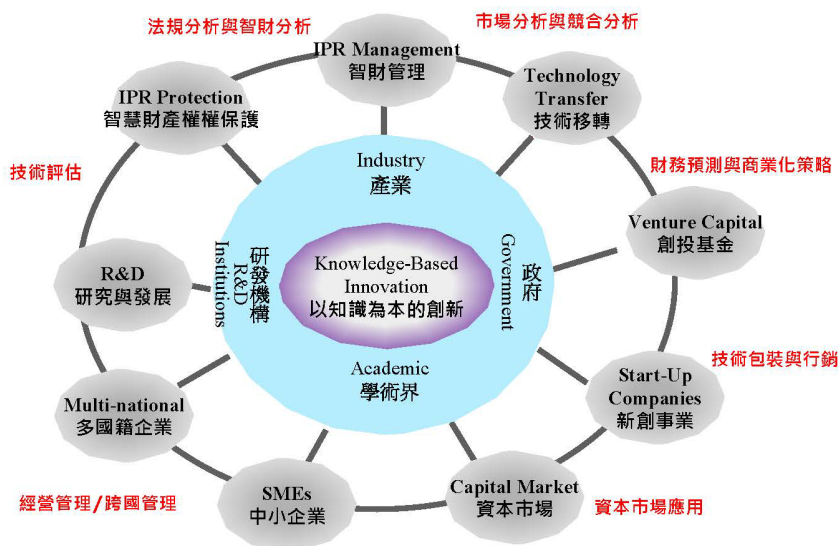 法規分析與智財分析
市場分析與競合分析
IPR Management
智財管理
Technology
Transfer
技術移轉
IPR Protection
智慧財產權權保護
技術評估
財務預測與商業化策略
Industry
產業
Venture Capital
創投基金
研發機構
R&D
Institutions
政府
Government
Knowledge-Based
Innovation
以知識為本的創新
R&D
研究與發展
Academic
學術界
技術包裝與行銷
Start-Up
Companies
新創事業
Multi-national
多國籍企業
SMEs
中小企業
Capital Market
資本市場
經營管理/跨國管理
資本市場應用